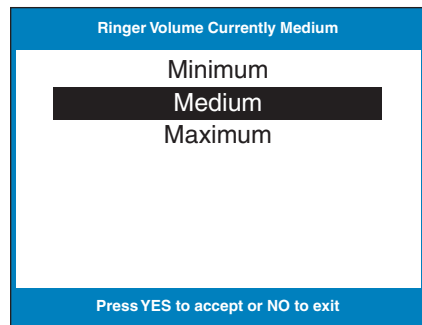 Ringer Volume Currently Medium
Minimum
Medium
Maximum
Press YES to accept or NO to exit